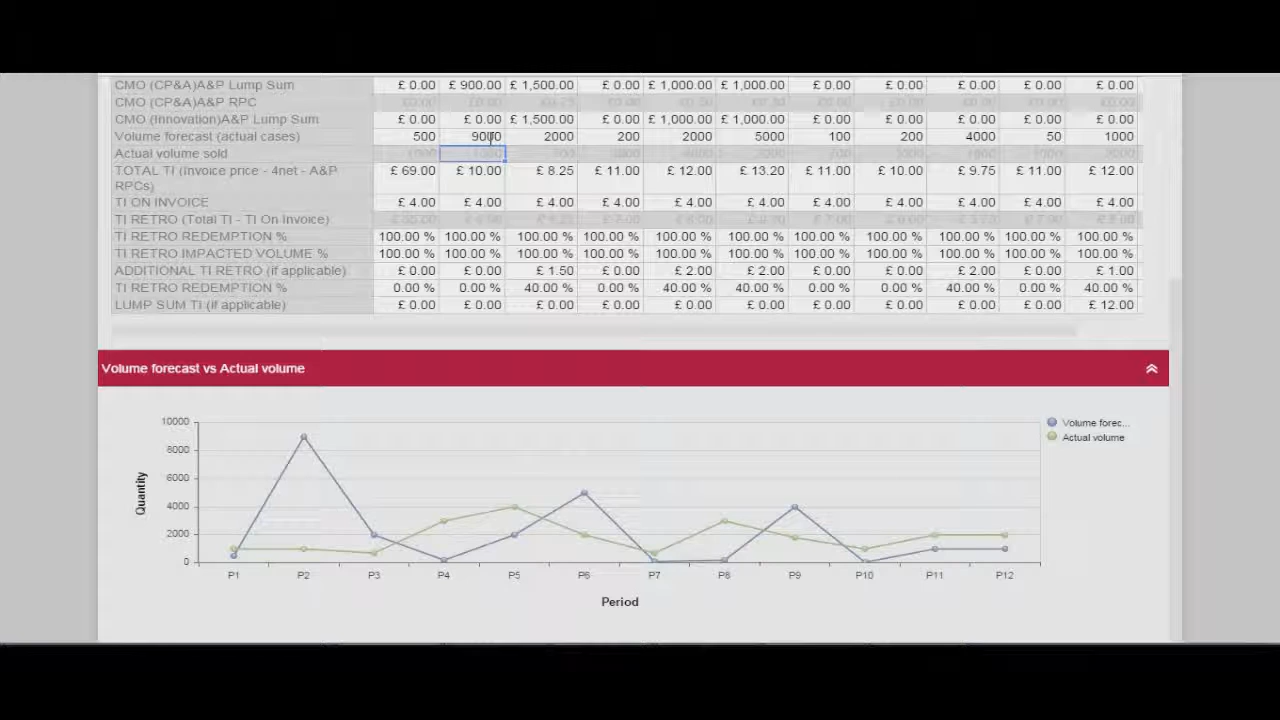 CMO (CP&A)A&P Lump Sum £ 0.00 £ 900.00 £ 1,500.00 £ 0.00 £ 1,000.00 £ 1,000.00 £ 0.00 £ 0.00 £ 0.00 £ 0.00 £ 0.00
CMO (CP&A)A&P RPC
CMO (Innovation)A&P Lump Sum £ 0.00 £ 0.00 £ 1,500.00 £ 0.00 £ 1,000.00 £ 1,000.00 £ 0.00 £ 0.00 £ 0.00 £ 0.00 £ 0.00
Volume forecast (actual cases) 500 9000 2000 200 2000 5000 100 200 4000 50 1000
Actual volume sold
TOTAL TI (Invoice price - 4net - A&P £ 69.00 £ 10.00 £ 8.25 £ 11.00 £ 12.00 £ 13.20 £ 11.00 £ 10.00 £ 9.75 £ 11.00 £ 12.00
RPCs)
TI ON INVOICE £ 4.00 £ 4.00 £ 4.00 £ 4.00 £ 4.00 £ 4.00 £ 4.00 £ 4.00 £ 4.00 £ 4.00 £ 4.00
TI RETRO (Total TI - TI On Invoice)
TI RETRO REDEMPTION % 100.00 % 100.00 % 100.00 % 100.00 % 100.00 % 100.00 % 100.00 % 100.00 % 100.00 % 100.00 % 100.00 %
TI RETRO IMPACTED VOLUME % 100.00 % 100.00 % 100.00 % 100.00 % 100.00 % 100.00 % 100.00 % 100.00 % 100.00 % 100.00 % 100.00 %
ADDITIONAL TI RETRO (if applicable) £ 0.00 £ 0.00 £ 1.50 £ 0.00 £ 2.00 £ 2.00 £ 0.00 £ 0.00 £ 2.00 £ 0.00 £ 1.00
TI RETRO REDEMPTION % 0.00 % 0.00 % 40.00 % 0.00 % 40.00 % 40.00 % 0.00 % 0.00 % 40.00 % 0.00 % 40.00 %
LUMP SUM TI (if applicable) £ 0.00 £ 0.00 £ 0.00 £ 0.00 £ 0.00 £ 0.00 £ 0.00 £ 0.00 £ 0.00 £ 0.00 £ 12.00
Volume forecast vs Actual volume
10000
8000
6000
4000
2000
0
Quantity
P1 P2 P3 P4 P5 P6 P7 P8 P9 P10 P11 P12
Period
Volume forec...
Actual volume